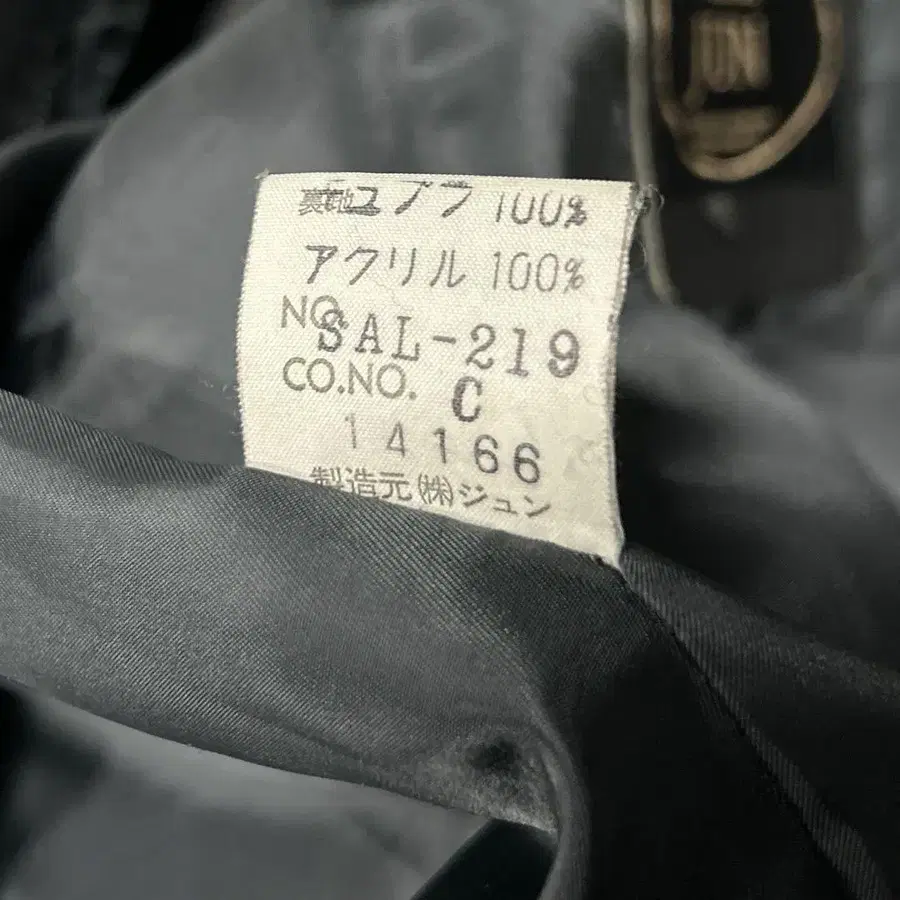 JUN
裏地キュプラ 100%
アクリル 100%
NO. SAL-219
CO.NO. C
14166
製造元(株)ジュン